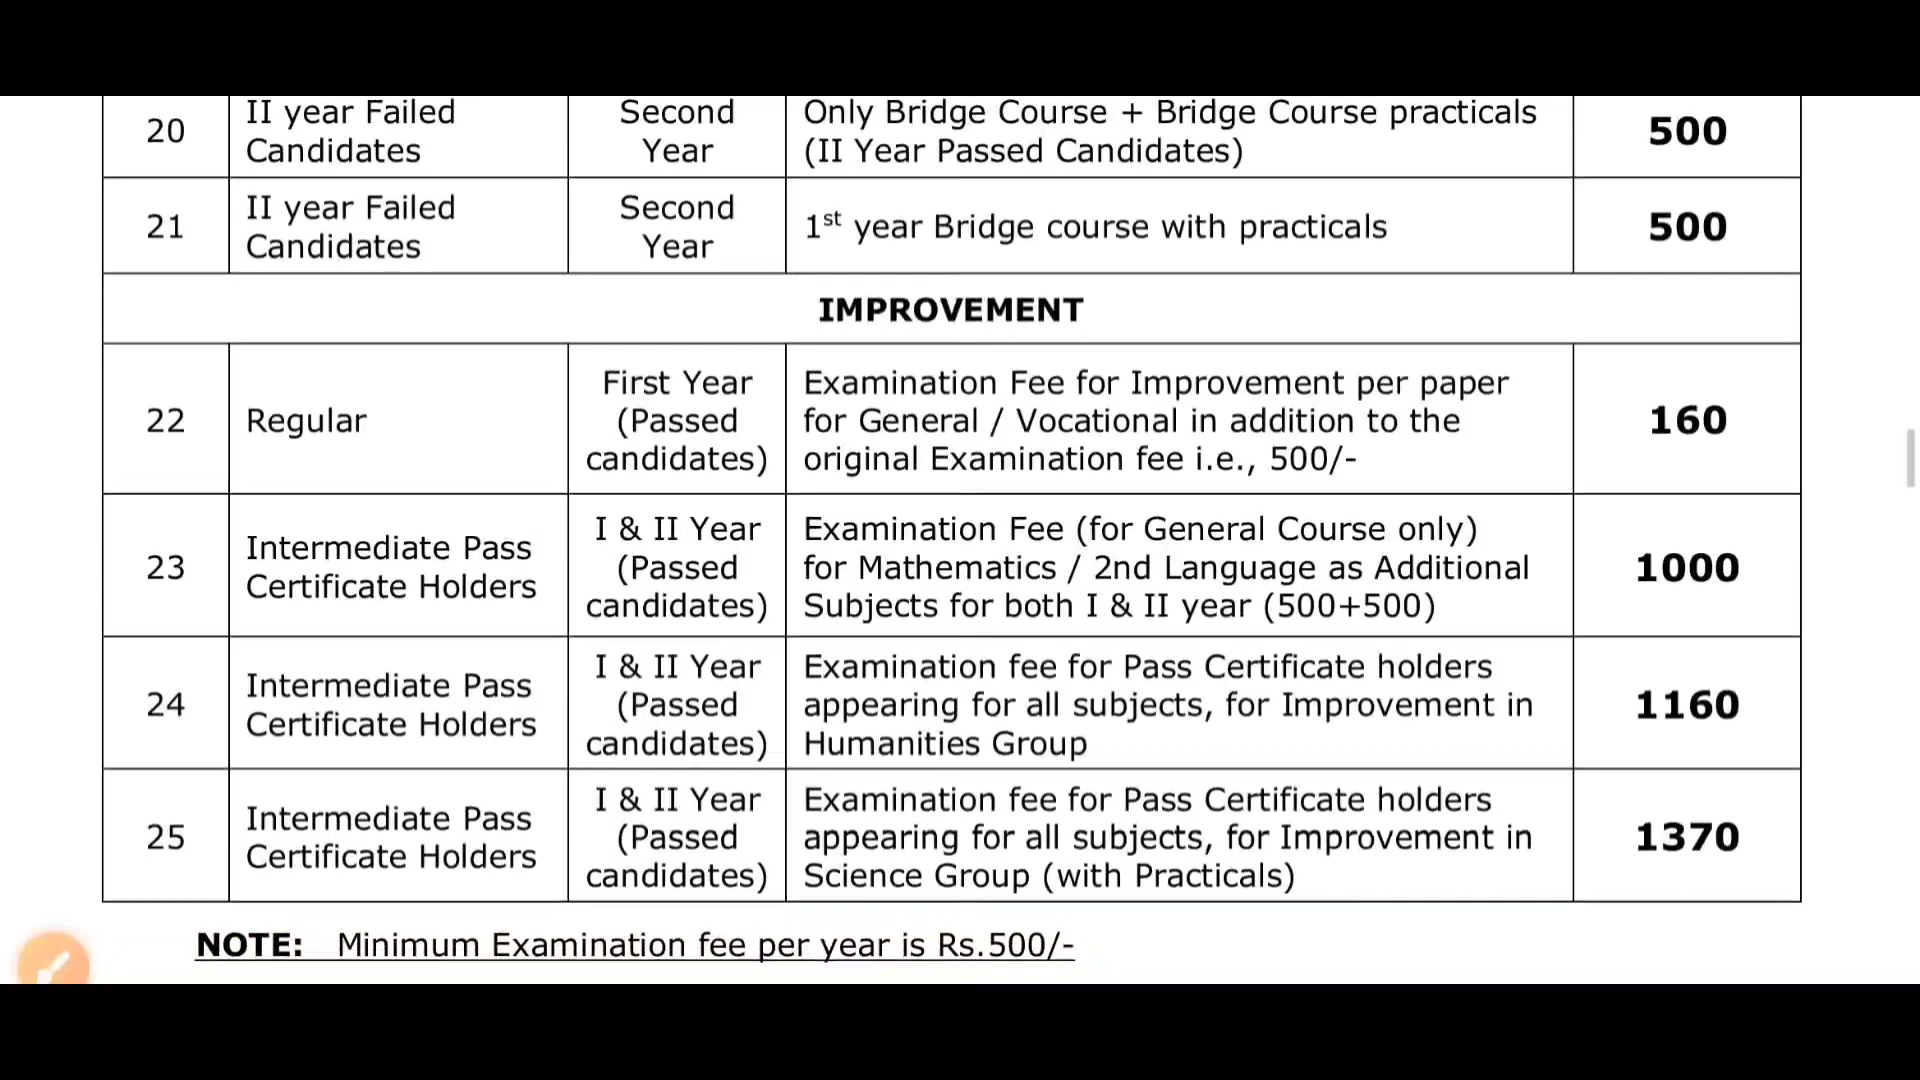 20
II year Failed
Candidates
Second
Year
Only Bridge Course + Bridge Course practicals
(II Year Passed Candidates)
500
21
II year Failed
Candidates
Second
Year
1st year Bridge course with practicals
500
IMPROVEMENT
22
Regular
First Year
(Passed
candidates)
Examination Fee for Improvement per paper
for General / Vocational in addition to the
original Examination fee i.e., 500/-
160
23
Intermediate Pass
Certificate Holders
I & II Year
(Passed
candidates)
Examination Fee (for General Course only)
for Mathematics / 2nd Language as Additional
Subjects for both I & II year (500+500)
1000
24
Intermediate Pass
Certificate Holders
I & II Year
(Passed
candidates)
Examination fee for Pass Certificate holders
appearing for all subjects, for Improvement in
Humanities Group
1160
25
Intermediate Pass
Certificate Holders
I & II Year
(Passed
candidates)
Examination fee for Pass Certificate holders
appearing for all subjects, for Improvement in
Science Group (with Practicals)
1370
NOTE: Minimum Examination fee per year is Rs.500/-